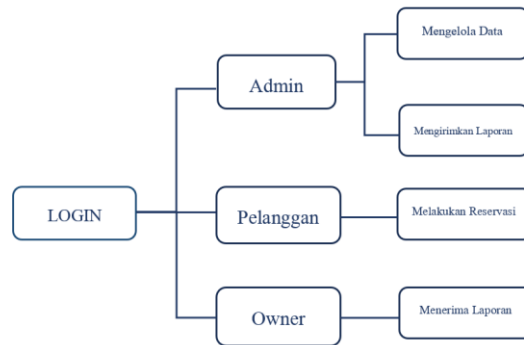 Mengelola Data
Admin
Mengirimkan Laporan
LOGIN
Pelanggan
Melakukan Reservasi
Owner
Menerima Laporan